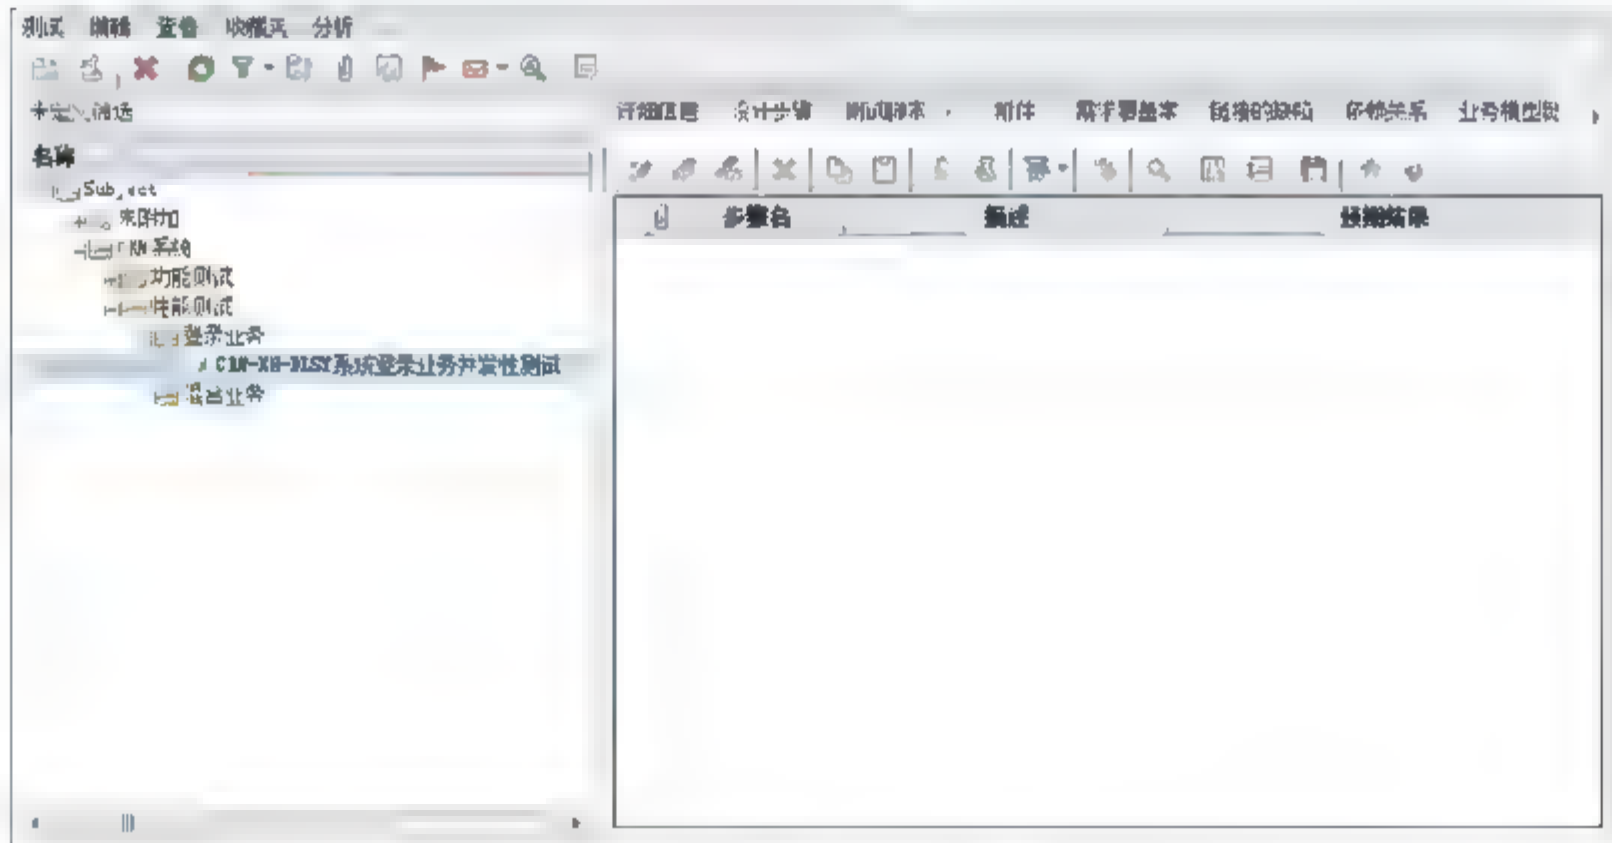 测试 编辑 查看 收藏夹 分析
未定义筛选
名称
Subject
未附加
系统
功能测试
性能测试
登录业务
系统登录业务并发性测试
业务
详细信息 设计步骤 测试脚本 附件 需求覆盖率 链接的缺陷 依赖关系 业务模型
步骤名 描述 预期结果